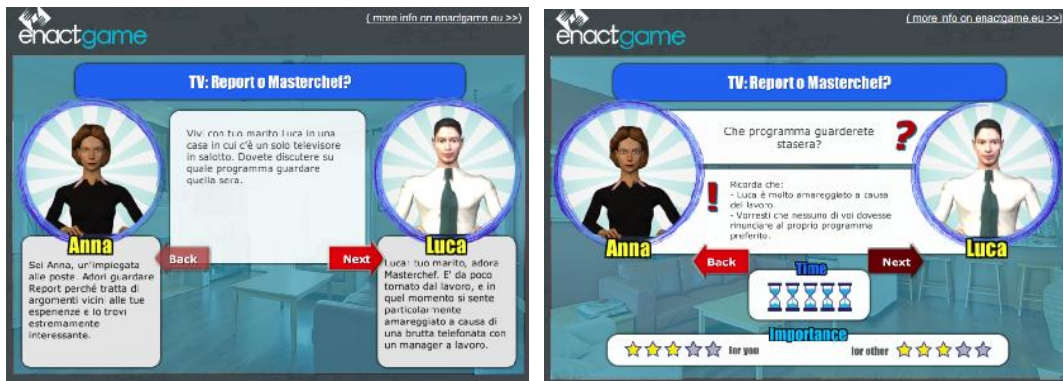 enactgame
( more info on enactgame.eu >>)
TV: Report o Masterchef?
Vivi con tuo marito Luca in una
casa in cui c'è un solo televisore
in salotto. Dovete discutere su
quale programma guardare
quella sera.
Anna
Luca
Back
Next
Sei Anna, un'impiegata
alle poste. Adori guardare
Report perché tratta di
argomenti vicini alle tue
esperienze e lo trovi
estremamente
interessante.
Luca: tuo marito, adora
Masterchef. E' da poco
tornato dal lavoro, e in
quel momento si sente
particolarmente
amareggiato a causa di
una brutta telefonata con
un manager a lavoro.
enactgame
( more info on enactgame.eu >>)
TV: Report o Masterchef?
Che programma guarderete
stasera?
?
!
Ricorda che:
- Luca è molto amareggiato a causa
del lavoro
- Vorresti che nessuno di voi dovesse
rinunciare al proprio programma
preferito.
Anna
Luca
Back
Next
Time
Importance
for you
for other